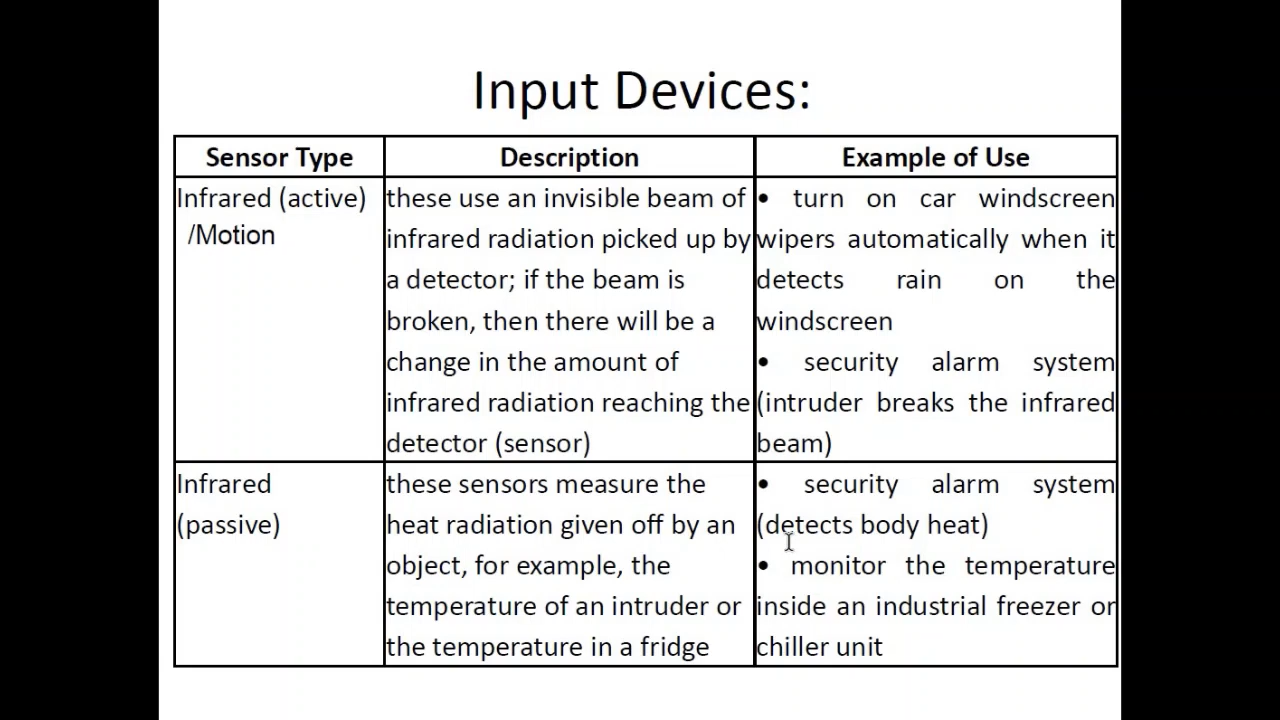 Input Devices:
Sensor Type
Description
Example of Use
Infrared (active)
/Motion
these use an invisible beam of
infrared radiation picked up by
a detector; if the beam is
broken, then there will be a
change in the amount of
infrared radiation reaching the
detector (sensor)
• turn on car windscreen
wipers automatically when it
detects rain on the
windscreen
• security alarm system
(intruder breaks the infrared
beam)
Infrared
(passive)
these sensors measure the
heat radiation given off by an
object, for example, the
temperature of an intruder or
the temperature in a fridge
• security alarm system
(detects body heat)
• monitor the temperature
inside an industrial freezer or
chiller unit